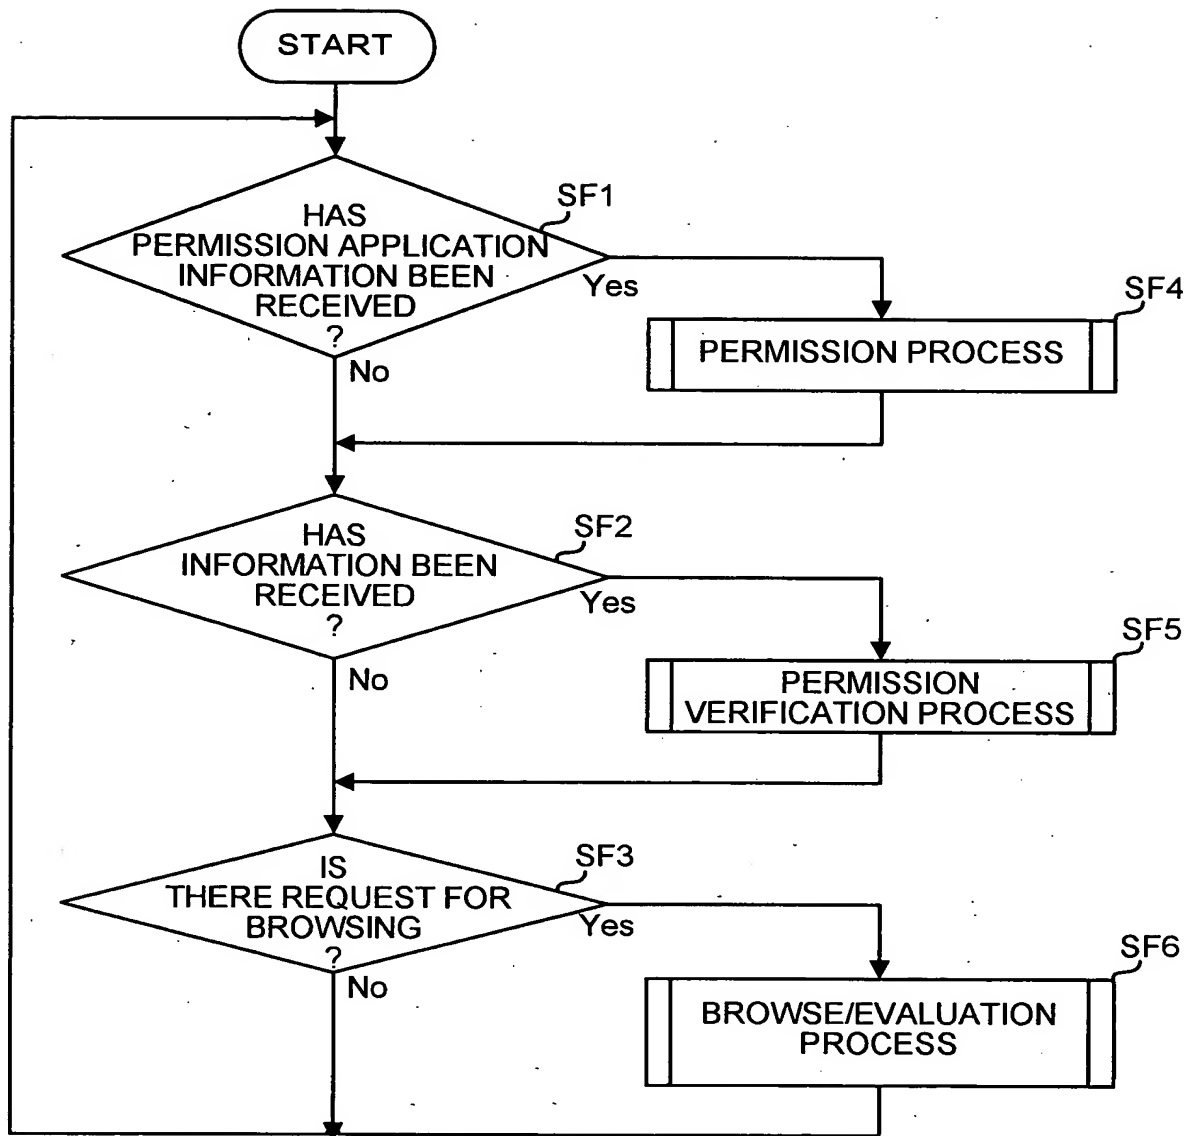 START
SF1
HAS
PERMISSION APPLICATION
INFORMATION BEEN
RECEIVED
?
Yes
No
SF4
PERMISSION PROCESS
SF2
HAS
INFORMATION BEEN
RECEIVED
?
Yes
No
SF5
PERMISSION
VERIFICATION PROCESS
SF3
IS
THERE REQUEST FOR
BROWSING
?
Yes
No
SF6
BROWSE/EVALUATION
PROCESS